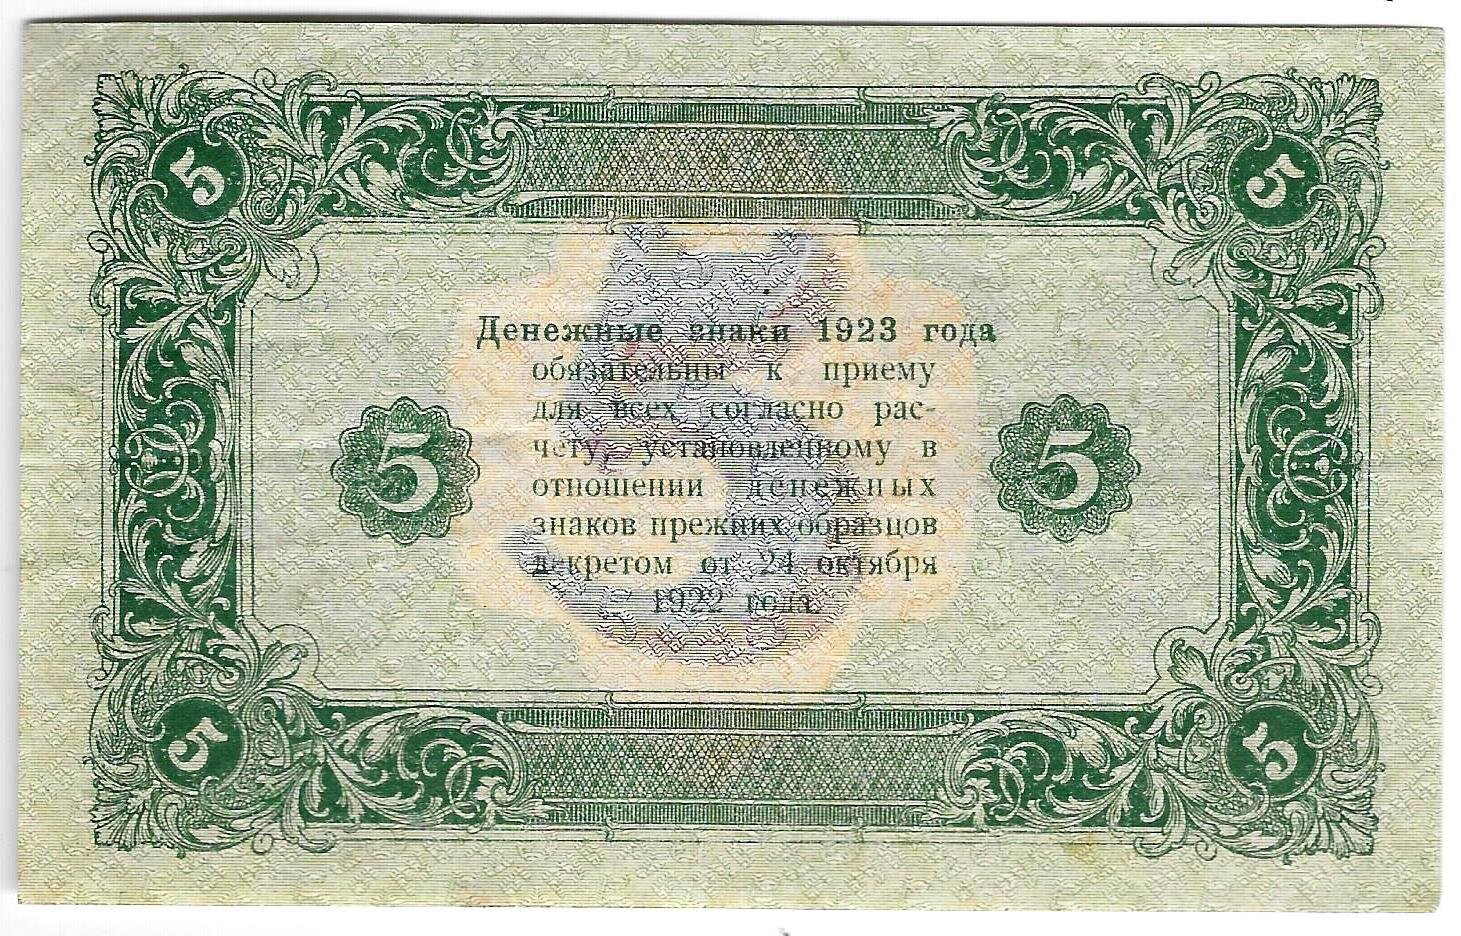 5 5
Денежные знаки 1923 года
обязательны к приему
для всех согласно рас-
чету, установленному в
5 5
отношении денежных
знаков прежних образцов
декретом от 24 октября
1922 года.
5 5